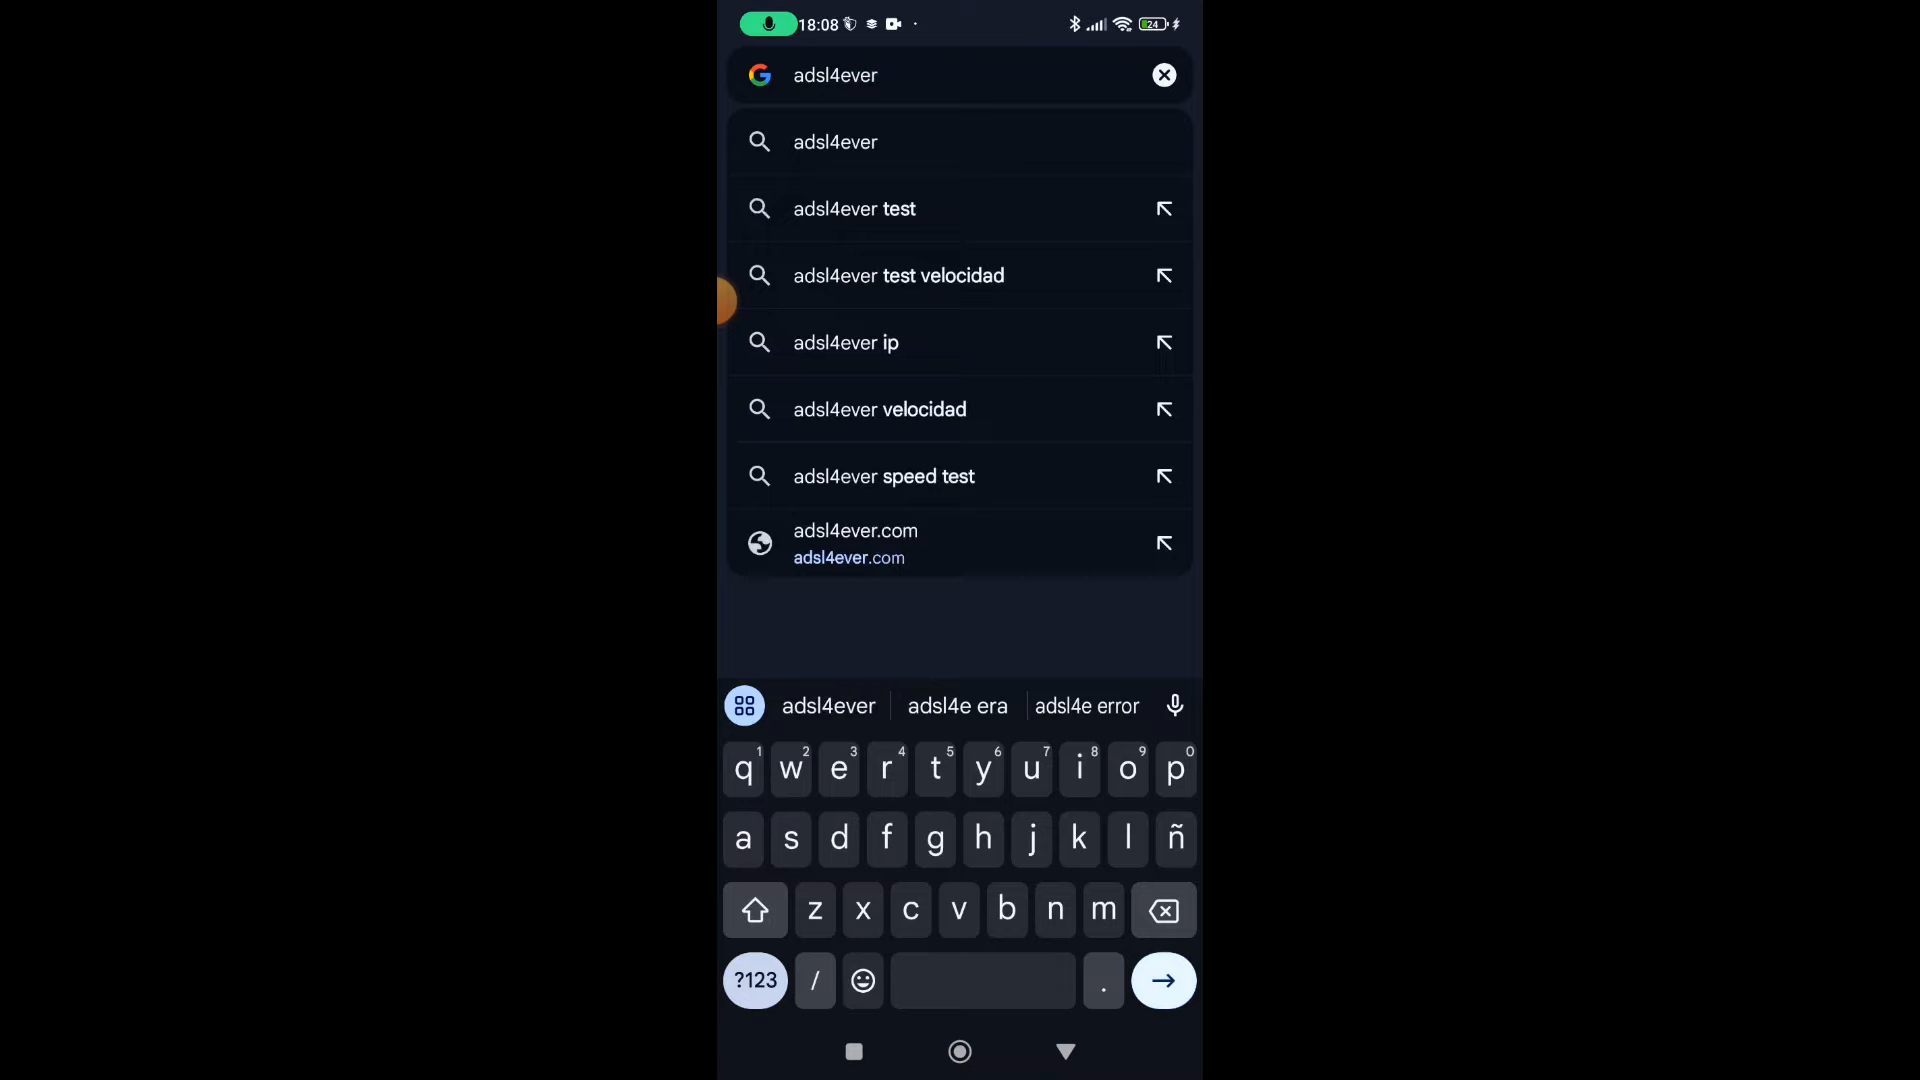 18:08
24
adsl4ever
adsl4ever
adsl4ever test
adsl4ever test velocidad
adsl4ever ip
adsl4ever velocidad
adsl4ever speed test
adsl4ever.com
adsl4ever.com
adsl4ever adsl4e era adsl4e error
1 2 3 4 5 6 7 8 9 0
q w e r t y u i o p
a s d f g h j k l ñ
z x c v b n m
?123 / .